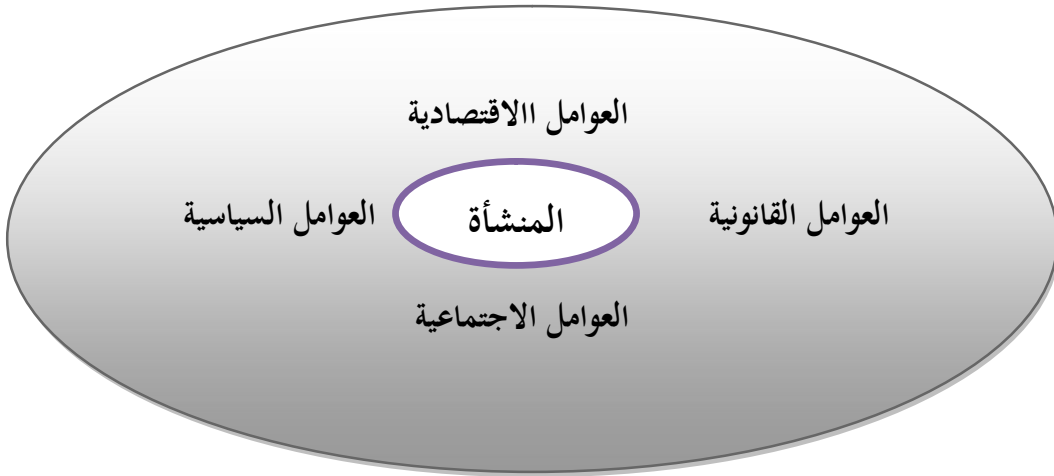 العوامل االاقتصادية
العوامل القانونية
المنشأة
العوامل السياسية
العوامل الاجتماعية